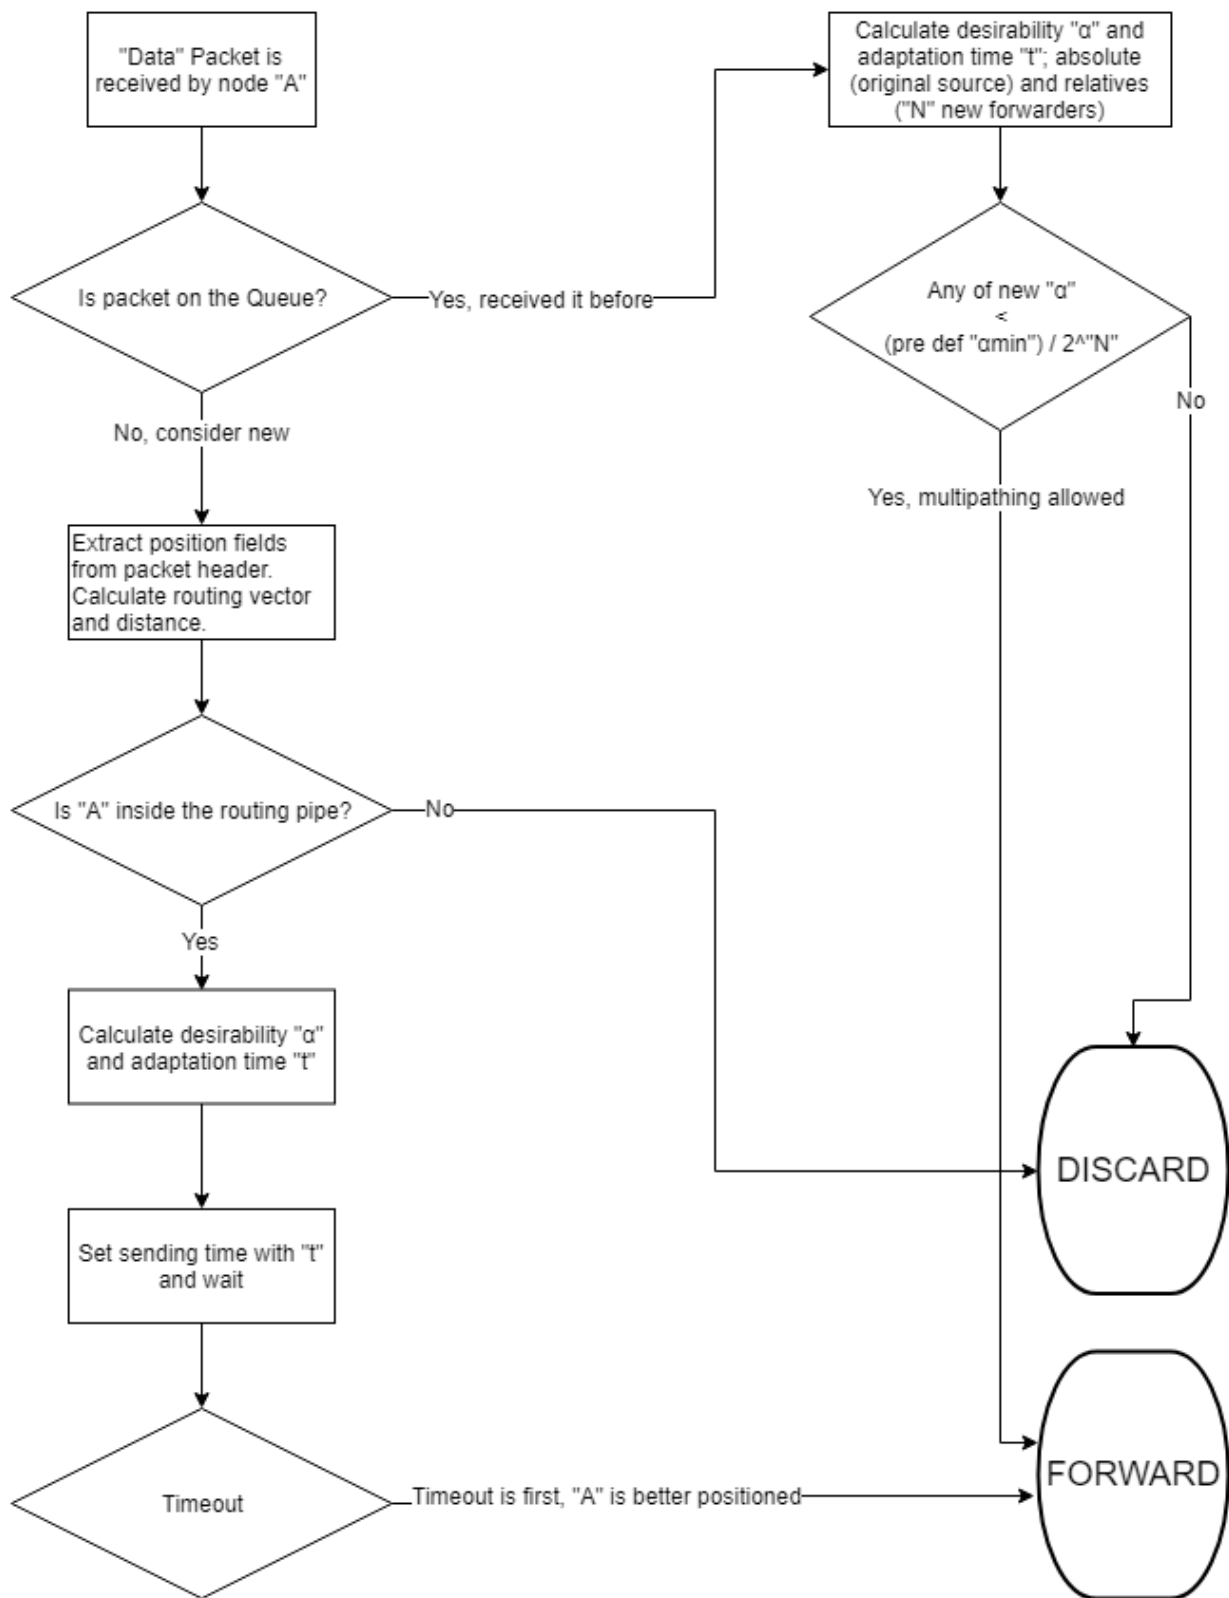 "Data" Packet is
received by node "A"
Calculate desirability "α" and
adaptation time "t"; absolute
(original source) and relatives
("N" new forwarders)
Is packet on the Queue?
Yes, received it before
Any of new "α"
<
(pre def "αmin") / 2^"N"
No
No, consider new
Yes, multipathing allowed
Extract position fields
from packet header.
Calculate routing vector
and distance.
Is "A" inside the routing pipe?
No
Yes
Calculate desirability "α"
and adaptation time "t"
DISCARD
Set sending time with "t"
and wait
Timeout
Timeout is first, "A" is better positioned
FORWARD